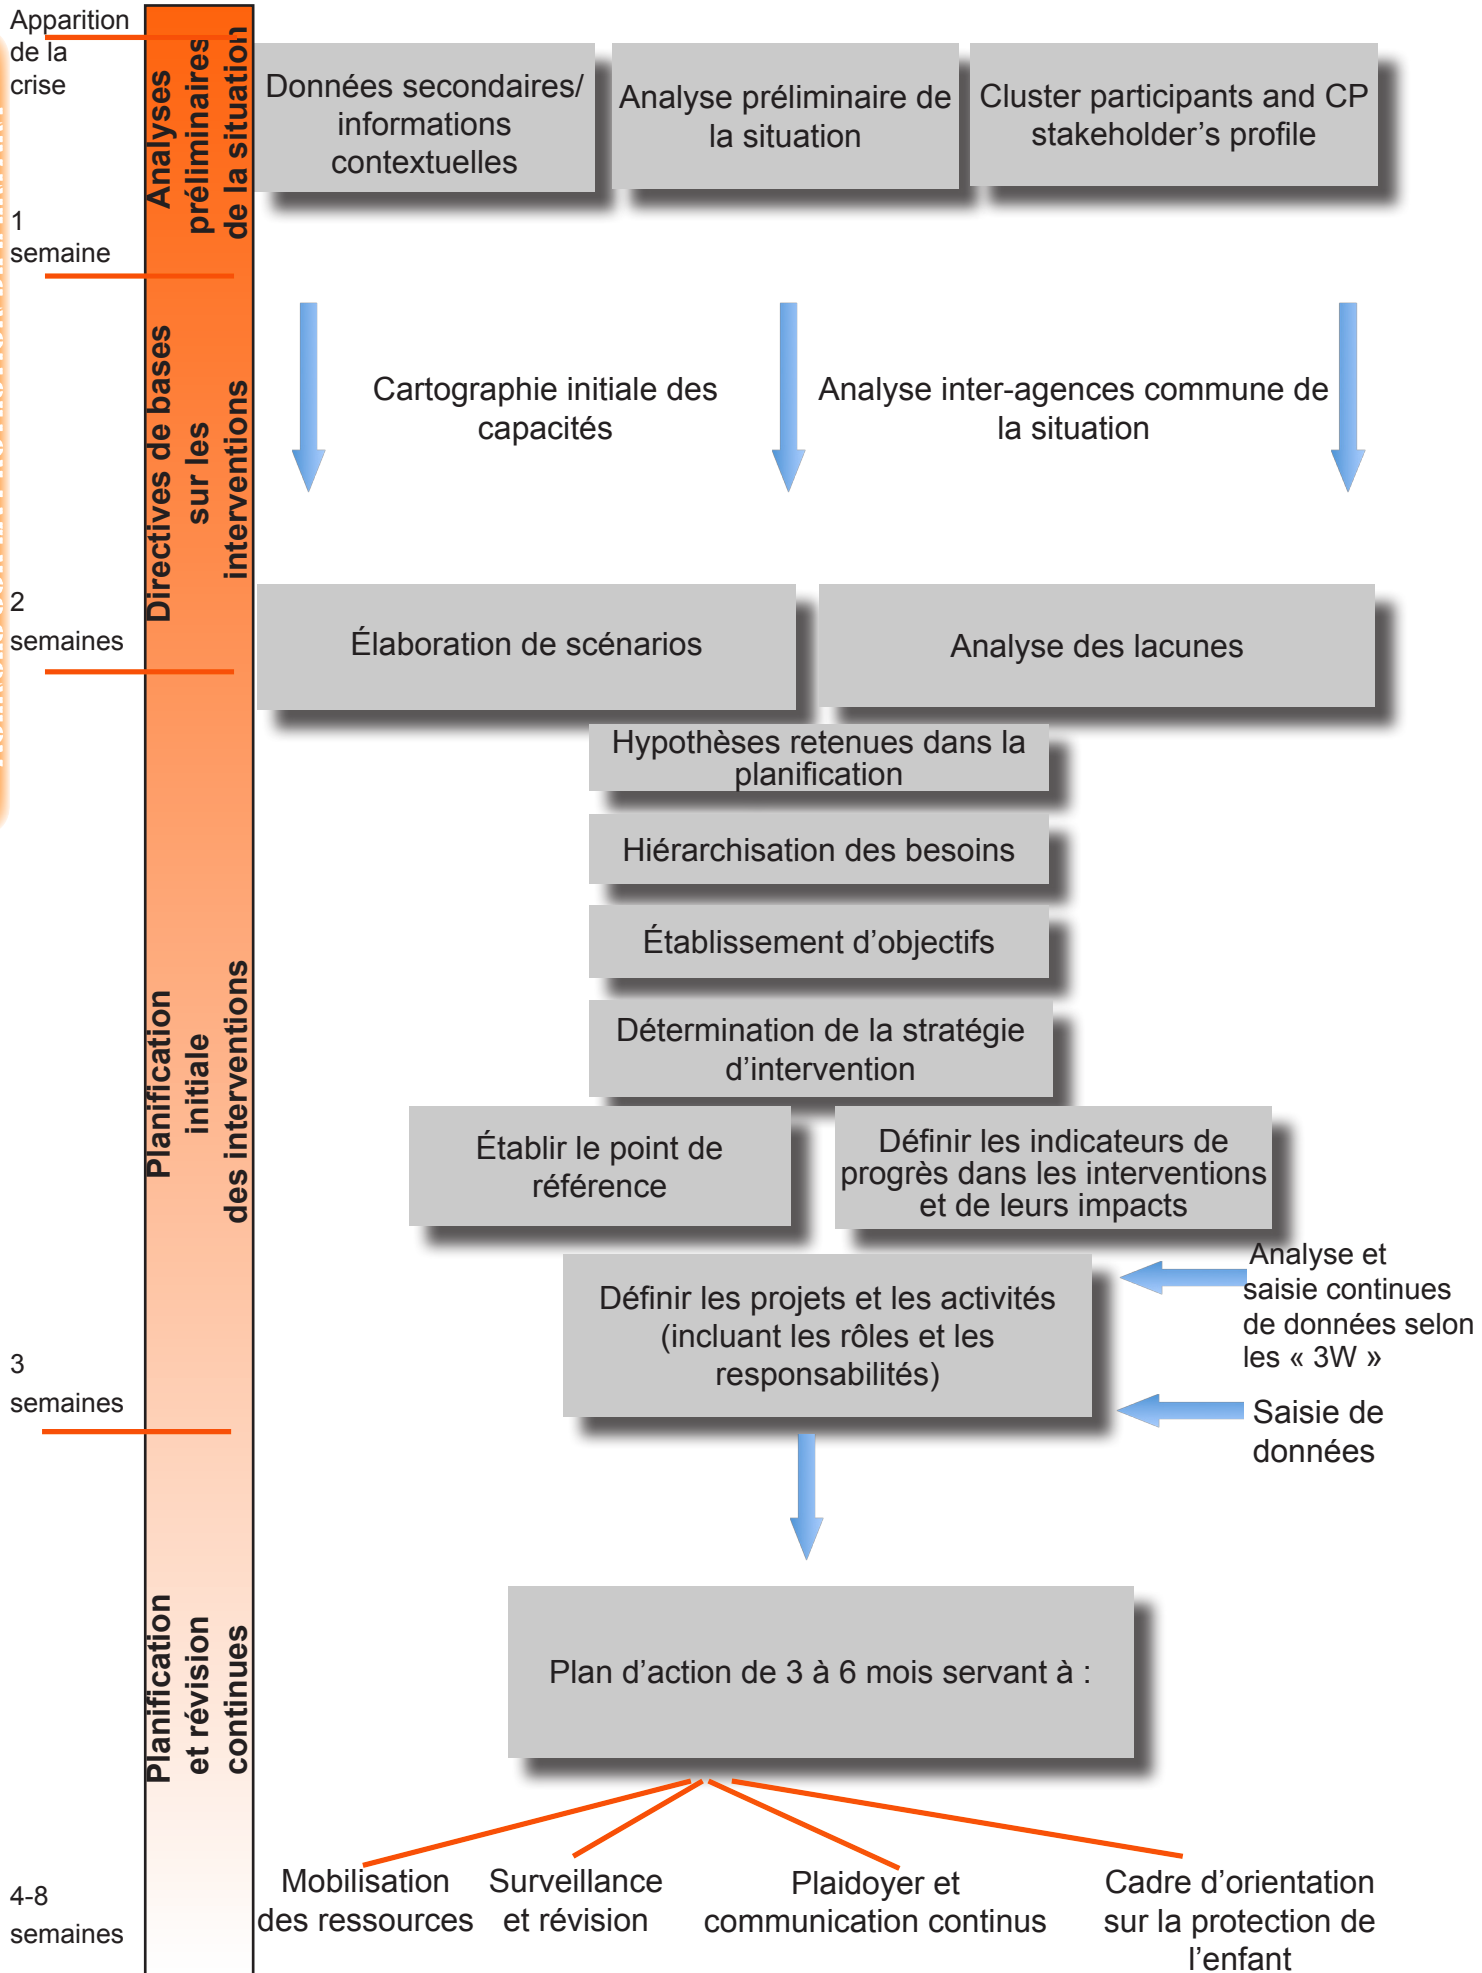 Apparition
de la
crise
1
semaine
2
semaines
3
semaines
4-8
semaines
Analyses
préliminaires
de la situation
Directives de bases
sur les
interventions
Planification
initiale
des interventions
Planification
et révision
continues
Données secondaires/
informations
contextuelles
Analyse préliminaire de
la situation
Cluster participants and CP
stakeholder’s profile
Cartographie initiale des
capacités
Analyse inter-agences commune de
la situation
Élaboration de scénarios
Analyse des lacunes
Hypothèses retenues dans la
planification
Hiérarchisation des besoins
Établissement d’objectifs
Détermination de la stratégie
d’intervention
Établir le point de
référence
Définir les indicateurs de
progrès dans les interventions
et de leurs impacts
Définir les projets et les activités
(incluant les rôles et les
responsabilités)
Analyse et
saisie continues
de données selon
les « 3W »
Saisie de
données
Plan d’action de 3 à 6 mois servant à :
Mobilisation
des ressources
Surveillance
et révision
Plaidoyer et
communication continus
Cadre d’orientation
sur la protection de
l’enfant